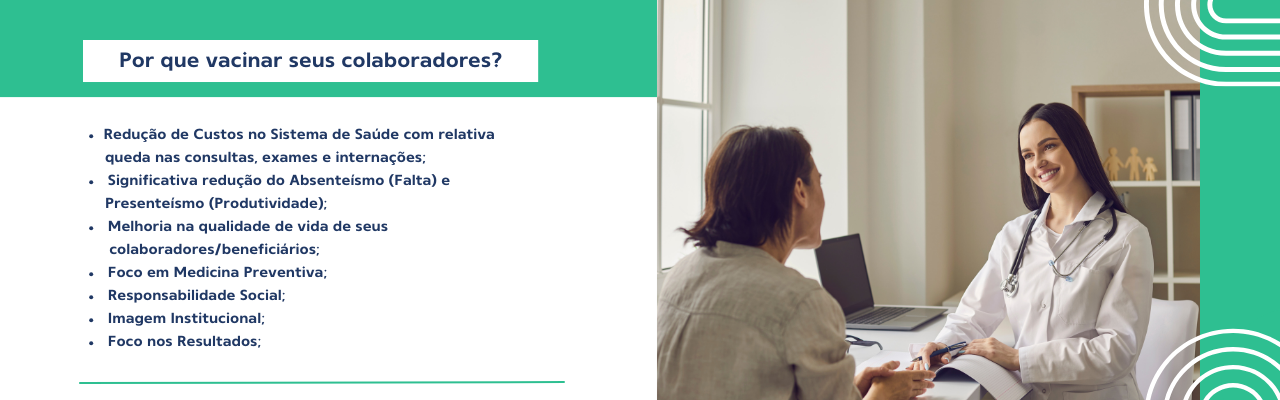 Por que vacinar seus colaboradores?
• Redução de Custos no Sistema de Saúde com relativa
queda nas consultas, exames e internações;
• Significativa redução do Absenteísmo (Falta) e
Presenteísmo (Produtividade);
• Melhoria na qualidade de vida de seus
colaboradores/beneficiários;
• Foco em Medicina Preventiva;
• Responsabilidade Social;
• Imagem Institucional;
• Foco nos Resultados;